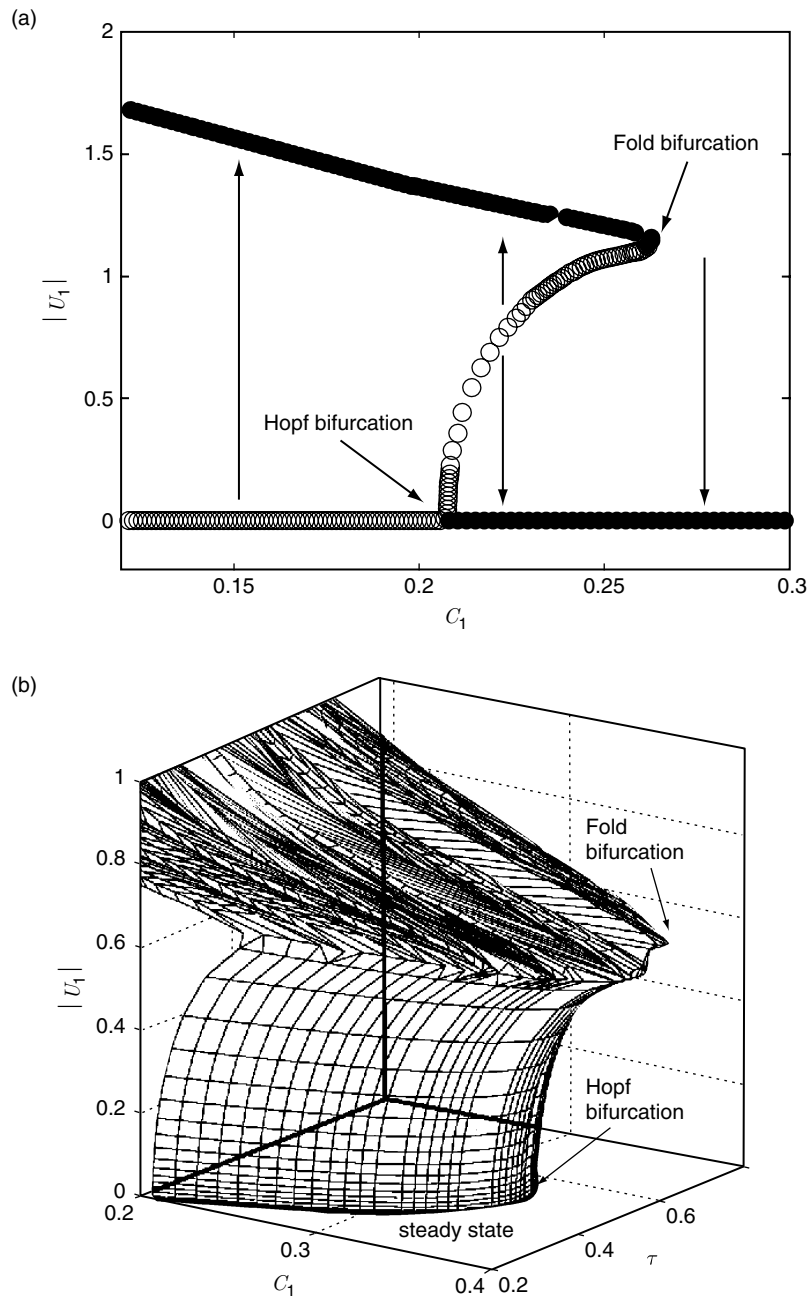 (a)
2
1.5
1
0.5
0
| U1 |
Fold bifurcation
Hopf bifurcation
0.15
0.2
0.25
0.3
C1
(b)
1
0.8
0.6
0.4
0.2
0
| U1 |
Fold
bifurcation
Hopf
bifurcation
steady state
0.2
0.3
0.4
C1
0.2
0.4
0.6
τ